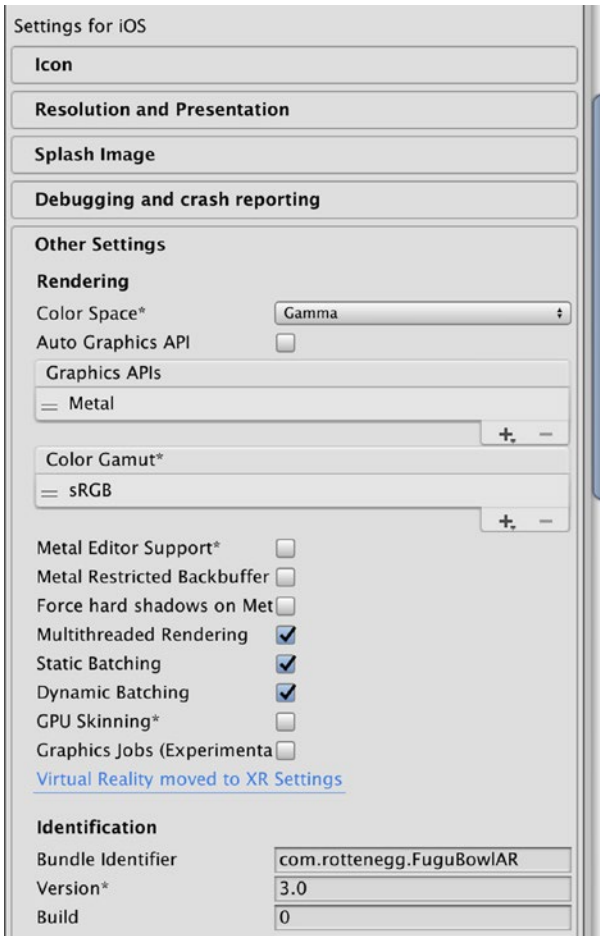 Settings for iOS
Icon
Resolution and Presentation
Splash Image
Debugging and crash reporting
Other Settings
Rendering
Color Space* Gamma
Auto Graphics API
Graphics APIs
= Metal
+ −
Color Gamut*
= sRGB
+ −
Metal Editor Support*
Metal Restricted Backbuffer
Force hard shadows on Met
Multithreaded Rendering
Static Batching
Dynamic Batching
GPU Skinning*
Graphics Jobs (Experimenta
Virtual Reality moved to XR Settings
Identification
Bundle Identifier com.rottenegg.FuguBowlAR
Version* 3.0
Build 0